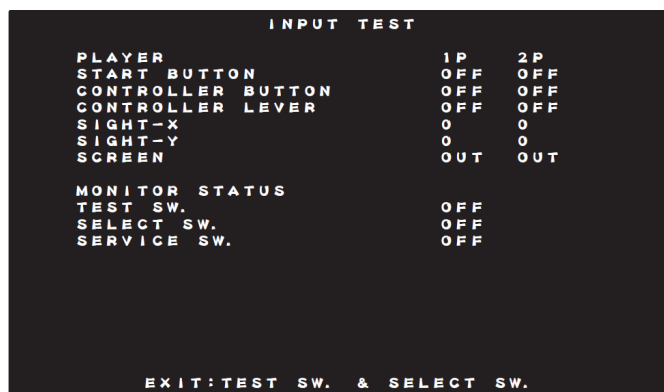 INPUT TEST
PLAYER 1P 2P
START BUTTON OFF OFF
CONTROLLER BUTTON OFF OFF
CONTROLLER LEVER OFF OFF
SIGHT-X 0 0
SIGHT-Y 0 0
SCREEN OUT OUT
MONITOR STATUS
TEST SW. OFF
SELECT SW. OFF
SERVICE SW. OFF
EXIT:TEST SW. & SELECT SW.